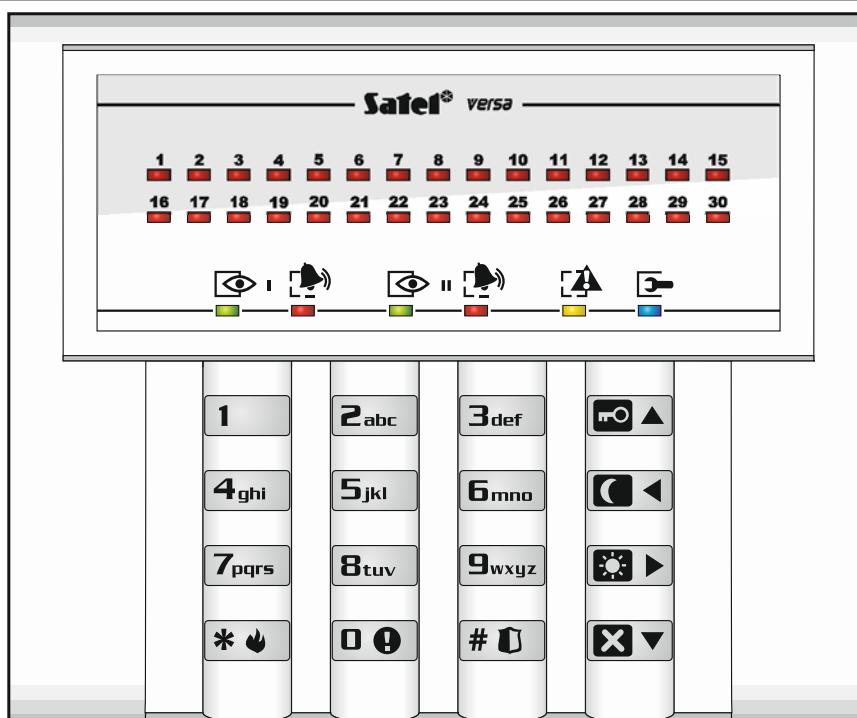 Satel versa
1 2 3 4 5 6 7 8 9 10 11 12 13 14 15
16 17 18 19 20 21 22 23 24 25 26 27 28 29 30
I II
1 2abc 3def
4ghi 5jkl 6mno
7pqrs 8tuv 9wxyz
* 0 #